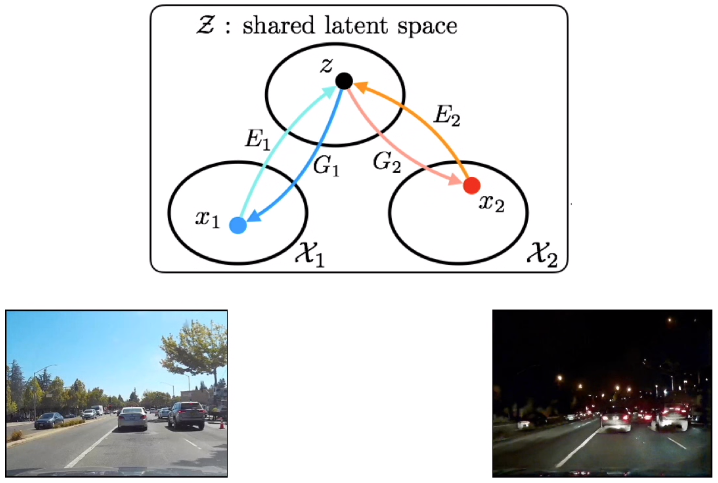 𝒵 : shared latent space
z
E₁
G₁
G₂
E₂
x₁
x₂
𝒳₁
𝒳₂